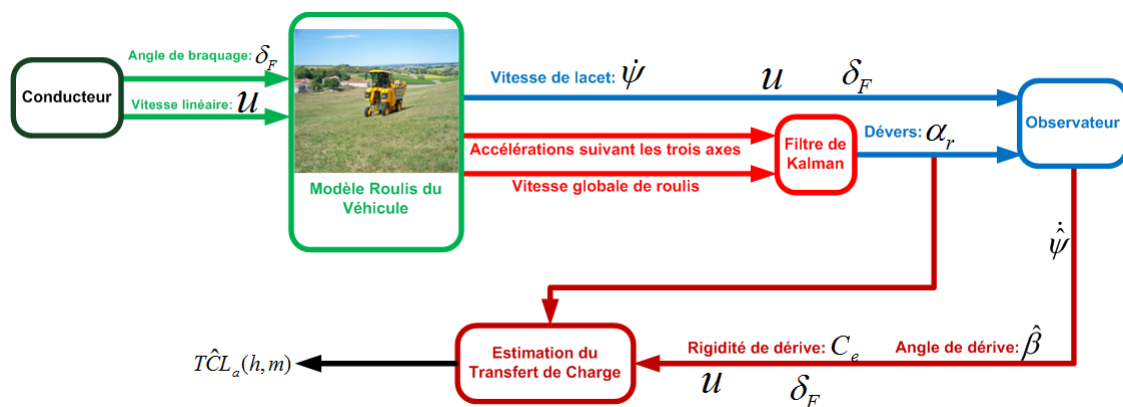 Conducteur
Angle de braquage: δ_F
Vitesse linéaire: u
Modèle Roulis du
Véhicule
Vitesse de lacet: ψ̇ u δ_F
Accélérations suivant les trois axes
Vitesse globale de roulis
Filtre de
Kalman
Dévers: α_r
Observateur
ψ̂̇
Rigidité de dérive: C_e Angle de dérive: β̂
u δ_F
Estimation du
Transfert de Charge
TĈL_a(h,m)